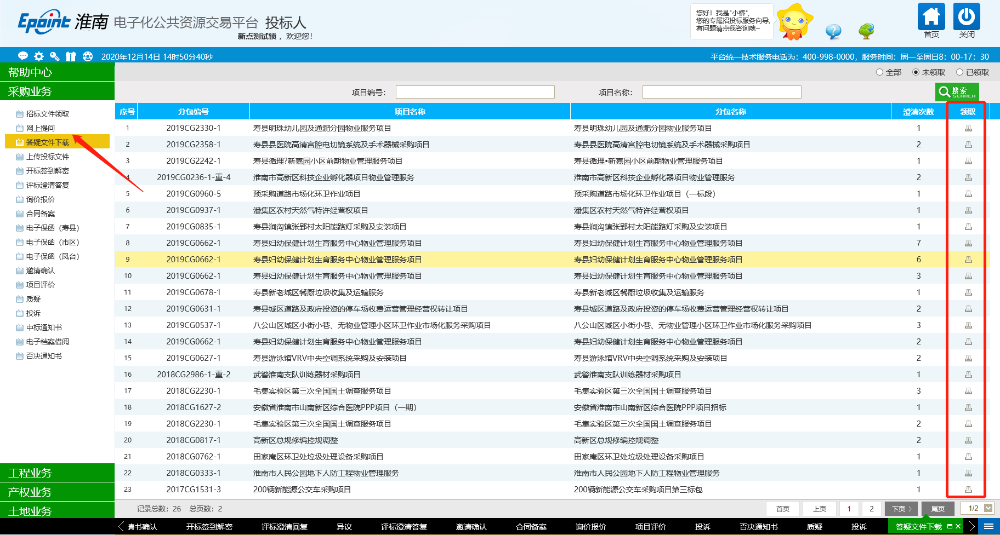 Epoint 淮南 电子化公共资源交易平台 投标人
新点测试锁 ，欢迎您！
您好！我是"小桥"，
您的专属招投标服务向导，
有问题请点我咨询哦~
首页 关闭
2020年12月14日 14时50分40秒
平台统一技术服务电话为：400-998-0000，服务时间：周一至周日8：00-17：30
帮助中心
采购业务
招标文件领取
网上提问
答疑文件下载
上传投标文件
开标签到解密
评标澄清答复
询价报价
合同备案
电子保函（寿县）
电子保函（市区）
电子保函（凤台）
邀请确认
项目评价
质疑
投诉
中标通知书
电子档案借阅
否决通知书
工程业务
产权业务
土地业务
全部 未领取 已领取
项目编号： 项目名称： 搜索 SEARCH
序号 分包编号 项目名称 分包名称 澄清次数 领取
1 2019CG2330-1 寿县明珠幼儿园及通淝分园物业服务项目 寿县明珠幼儿园及通淝分园物业服务项目 1
2 2019CG2358-1 寿县县医院高清宫腔电切镜系统及手术器械采购项目 寿县县医院高清宫腔电切镜系统及手术器械采购项目 2
3 2019CG2242-1 寿县循理?新嘉园小区前期物业管理服务项目 寿县循理•新嘉园小区前期物业管理服务项目 1
4 2019CG0236-1-重-4 淮南市高新区科技企业孵化器项目物业管理服务 淮南市高新区科技企业孵化器项目物业管理服务 2
5 2019CG0960-5 预采购道路市场化环卫作业项目 预采购道路市场化环卫作业项目（一标段） 1
6 2019CG0937-1 潘集区农村天然气特许经营权项目 潘集区农村天然气特许经营权项目 1
7 2019CG0835-1 寿县涧沟镇张郢村太阳能路灯采购及安装项目 寿县涧沟镇张郢村太阳能路灯采购及安装项目 1
8 2019CG0662-1 寿县妇幼保健计划生育服务中心物业管理服务项目 寿县妇幼保健计划生育服务中心物业管理服务项目 7
9 2019CG0662-1 寿县妇幼保健计划生育服务中心物业管理服务项目 寿县妇幼保健计划生育服务中心物业管理服务项目 6
10 2019CG0662-1 寿县妇幼保健计划生育服务中心物业管理服务项目 寿县妇幼保健计划生育服务中心物业管理服务项目 3
11 2019CG0678-1 寿县新老城区餐厨垃圾收集及运输服务 寿县新老城区餐厨垃圾收集及运输服务 1
12 2019CG0631-1 寿县城区道路及政府投资的停车场收费运营管理经营权转让项目 寿县城区道路及政府投资的停车场收费运营管理经营权转让项目 2
13 2019CG0537-1 八公山区城区小街小巷、无物业管理小区环卫作业市场化服务采购项目 八公山区城区小街小巷、无物业管理小区环卫作业市场化服务采购项目 3
14 2019CG0662-1 寿县妇幼保健计划生育服务中心物业管理服务项目 寿县妇幼保健计划生育服务中心物业管理服务项目 2
15 2019CG0627-1 寿县游泳馆VRV中央空调系统采购及安装项目 寿县游泳馆VRV中央空调系统采购及安装项目 2
16 2018CG2986-1-重-2 武警淮南支队训练器材采购项目 武警淮南支队训练器材采购项目 1
17 2018CG2230-1 毛集实验区第三次全国国土调查服务项目 毛集实验区第三次全国国土调查服务项目 3
18 2018CG1627-2 安徽省淮南市山南新区综合医院PPP项目（一期） 安徽省淮南市山南新区综合医院PPP项目招标 1
19 2018CG2230-1 毛集实验区第三次全国国土调查服务项目 毛集实验区第三次全国国土调查服务项目 2
20 2018CG0817-1 高新区总规修编控规调整 高新区总规修编控规调整 2
21 2018CG0762-1 田家庵区环卫处垃圾处理设备采购项目 田家庵区环卫处垃圾处理设备采购项目 1
22 2018CG0333-1 淮南市人民公园地下人防工程物业管理服务 淮南市人民公园地下人防工程物业管理服务 1
23 2017CG1531-3 200辆新能源公交车采购项目 200辆新能源公交车采购项目第三标包 1
记录总数：26 总页数：2 首页 上页 1 2 下页 尾页 1/2
青书确认 开标签到解密 评标澄清回复 异议 评标澄清答复 邀请确认 合同备案 询价报价 项目评价 投诉 否决通知书 质疑 投诉 答疑文件下载